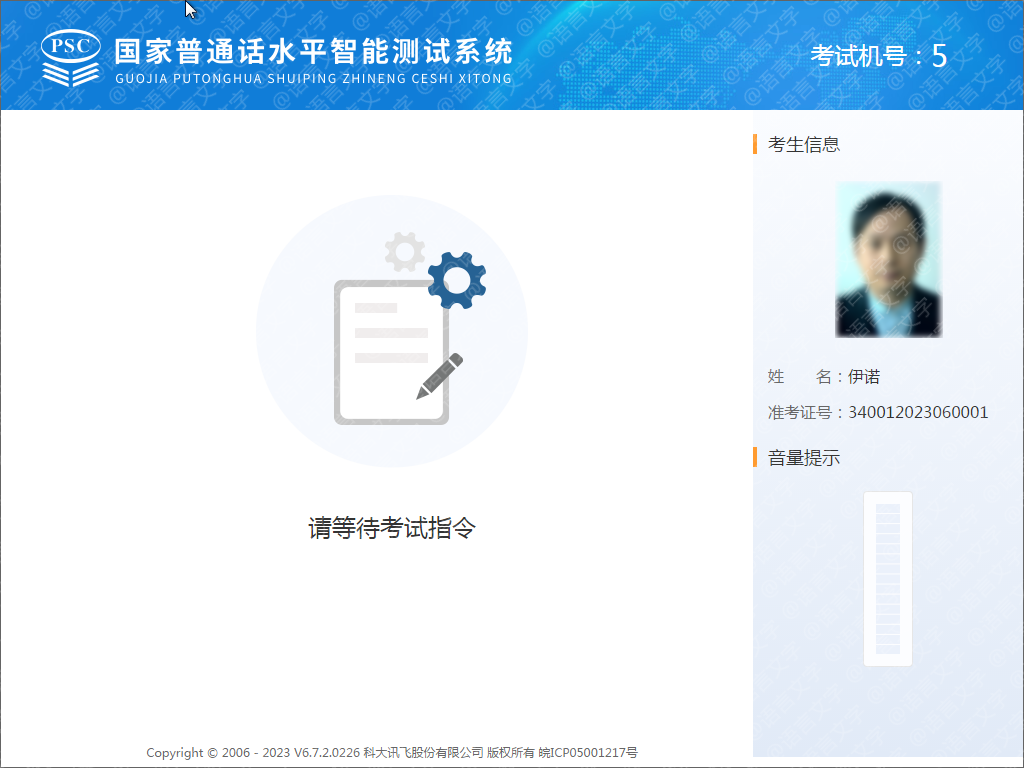 PSC
国家普通话水平智能测试系统
GUOJIA PUTONGHUA SHUIPING ZHINENG CESHI XITONG
考试机号：5
考生信息
姓 名：伊诺
准考证号：340012023060001
音量提示
请等待考试指令
Copyright © 2006 - 2023 V6.7.2.0226 科大讯飞股份有限公司 版权所有 皖ICP05001217号
@语言文字